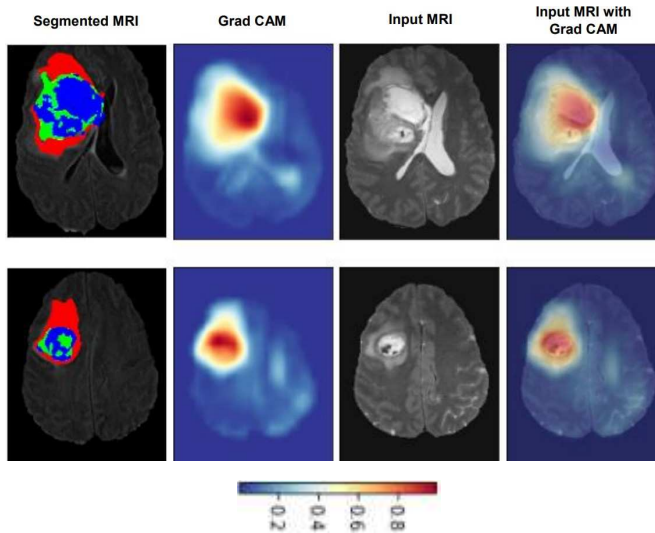 Segmented MRI
Grad CAM
Input MRI
Input MRI with
Grad CAM
0.2
0.4
0.6
0.8